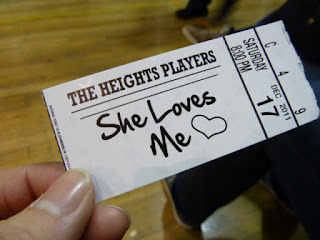 THE HEIGHTS PLAYERS
She Loves
Me
SATURDAY
8:00 PM
DEC 2011
17
C
4
9